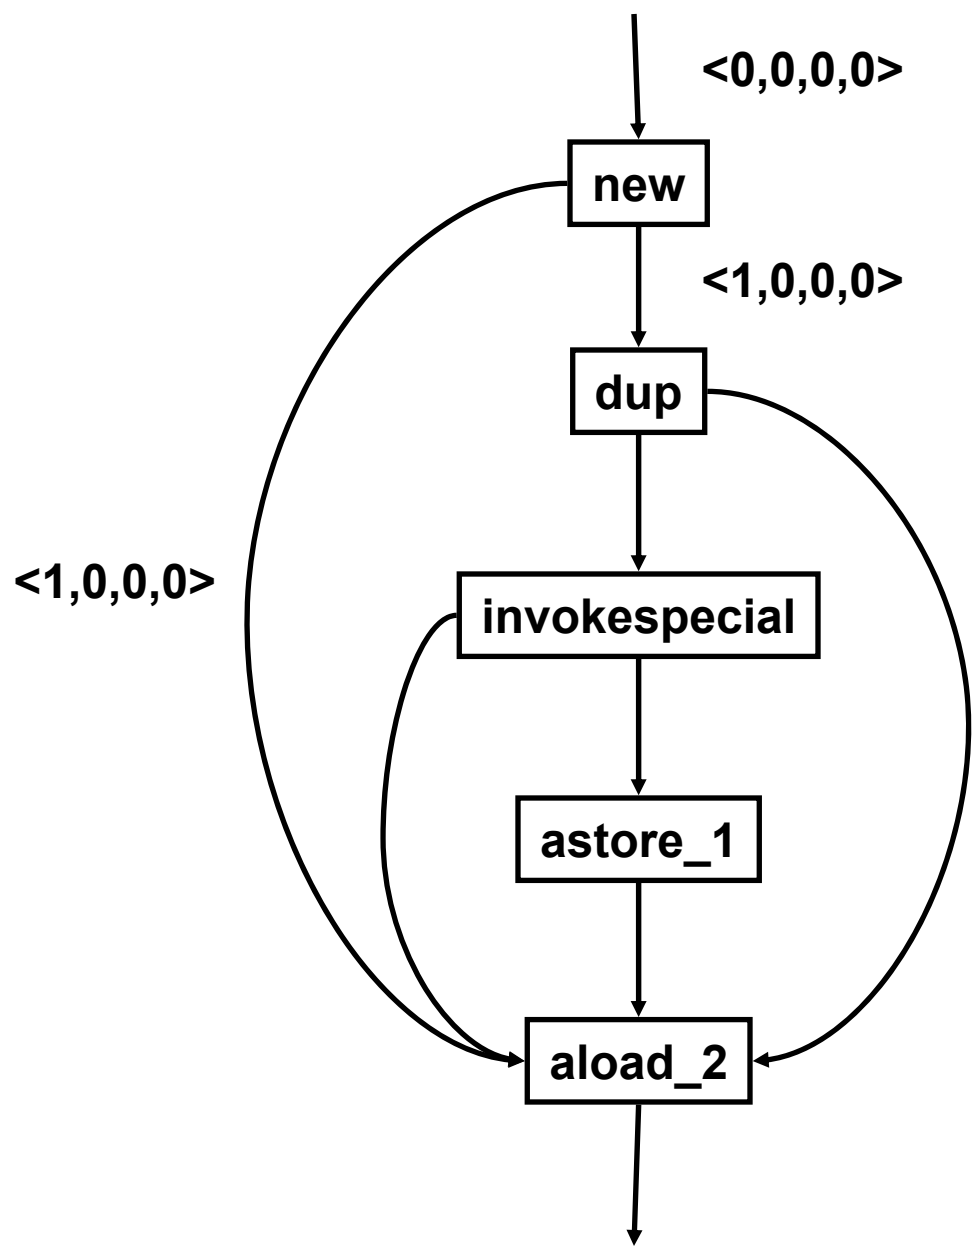 <0,0,0,0>
new
<1,0,0,0>
dup
<1,0,0,0>
invokespecial
astore_1
aload_2